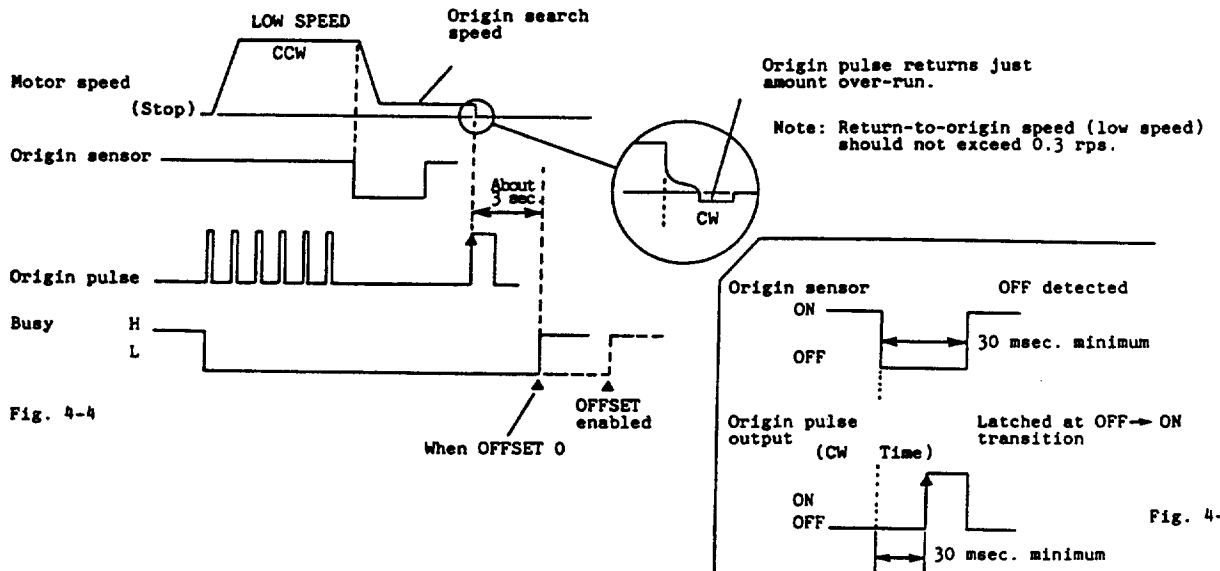 LOW SPEED
CCW
Origin search
speed
Motor speed
(Stop)
Origin pulse returns just
amount over-run.
Note: Return-to-origin speed (low speed)
should not exceed 0.3 rps.
Origin sensor
About
3 sec.
CW
Origin pulse
Busy
H
L
Fig. 4-4
When OFFSET 0
OFFSET
enabled
Origin sensor
OFF detected
ON
30 msec. minimum
OFF
Origin pulse
output
Latched at OFF→ ON
transition
(CW Time)
ON
OFF
Fig. 4-
30 msec. minimum